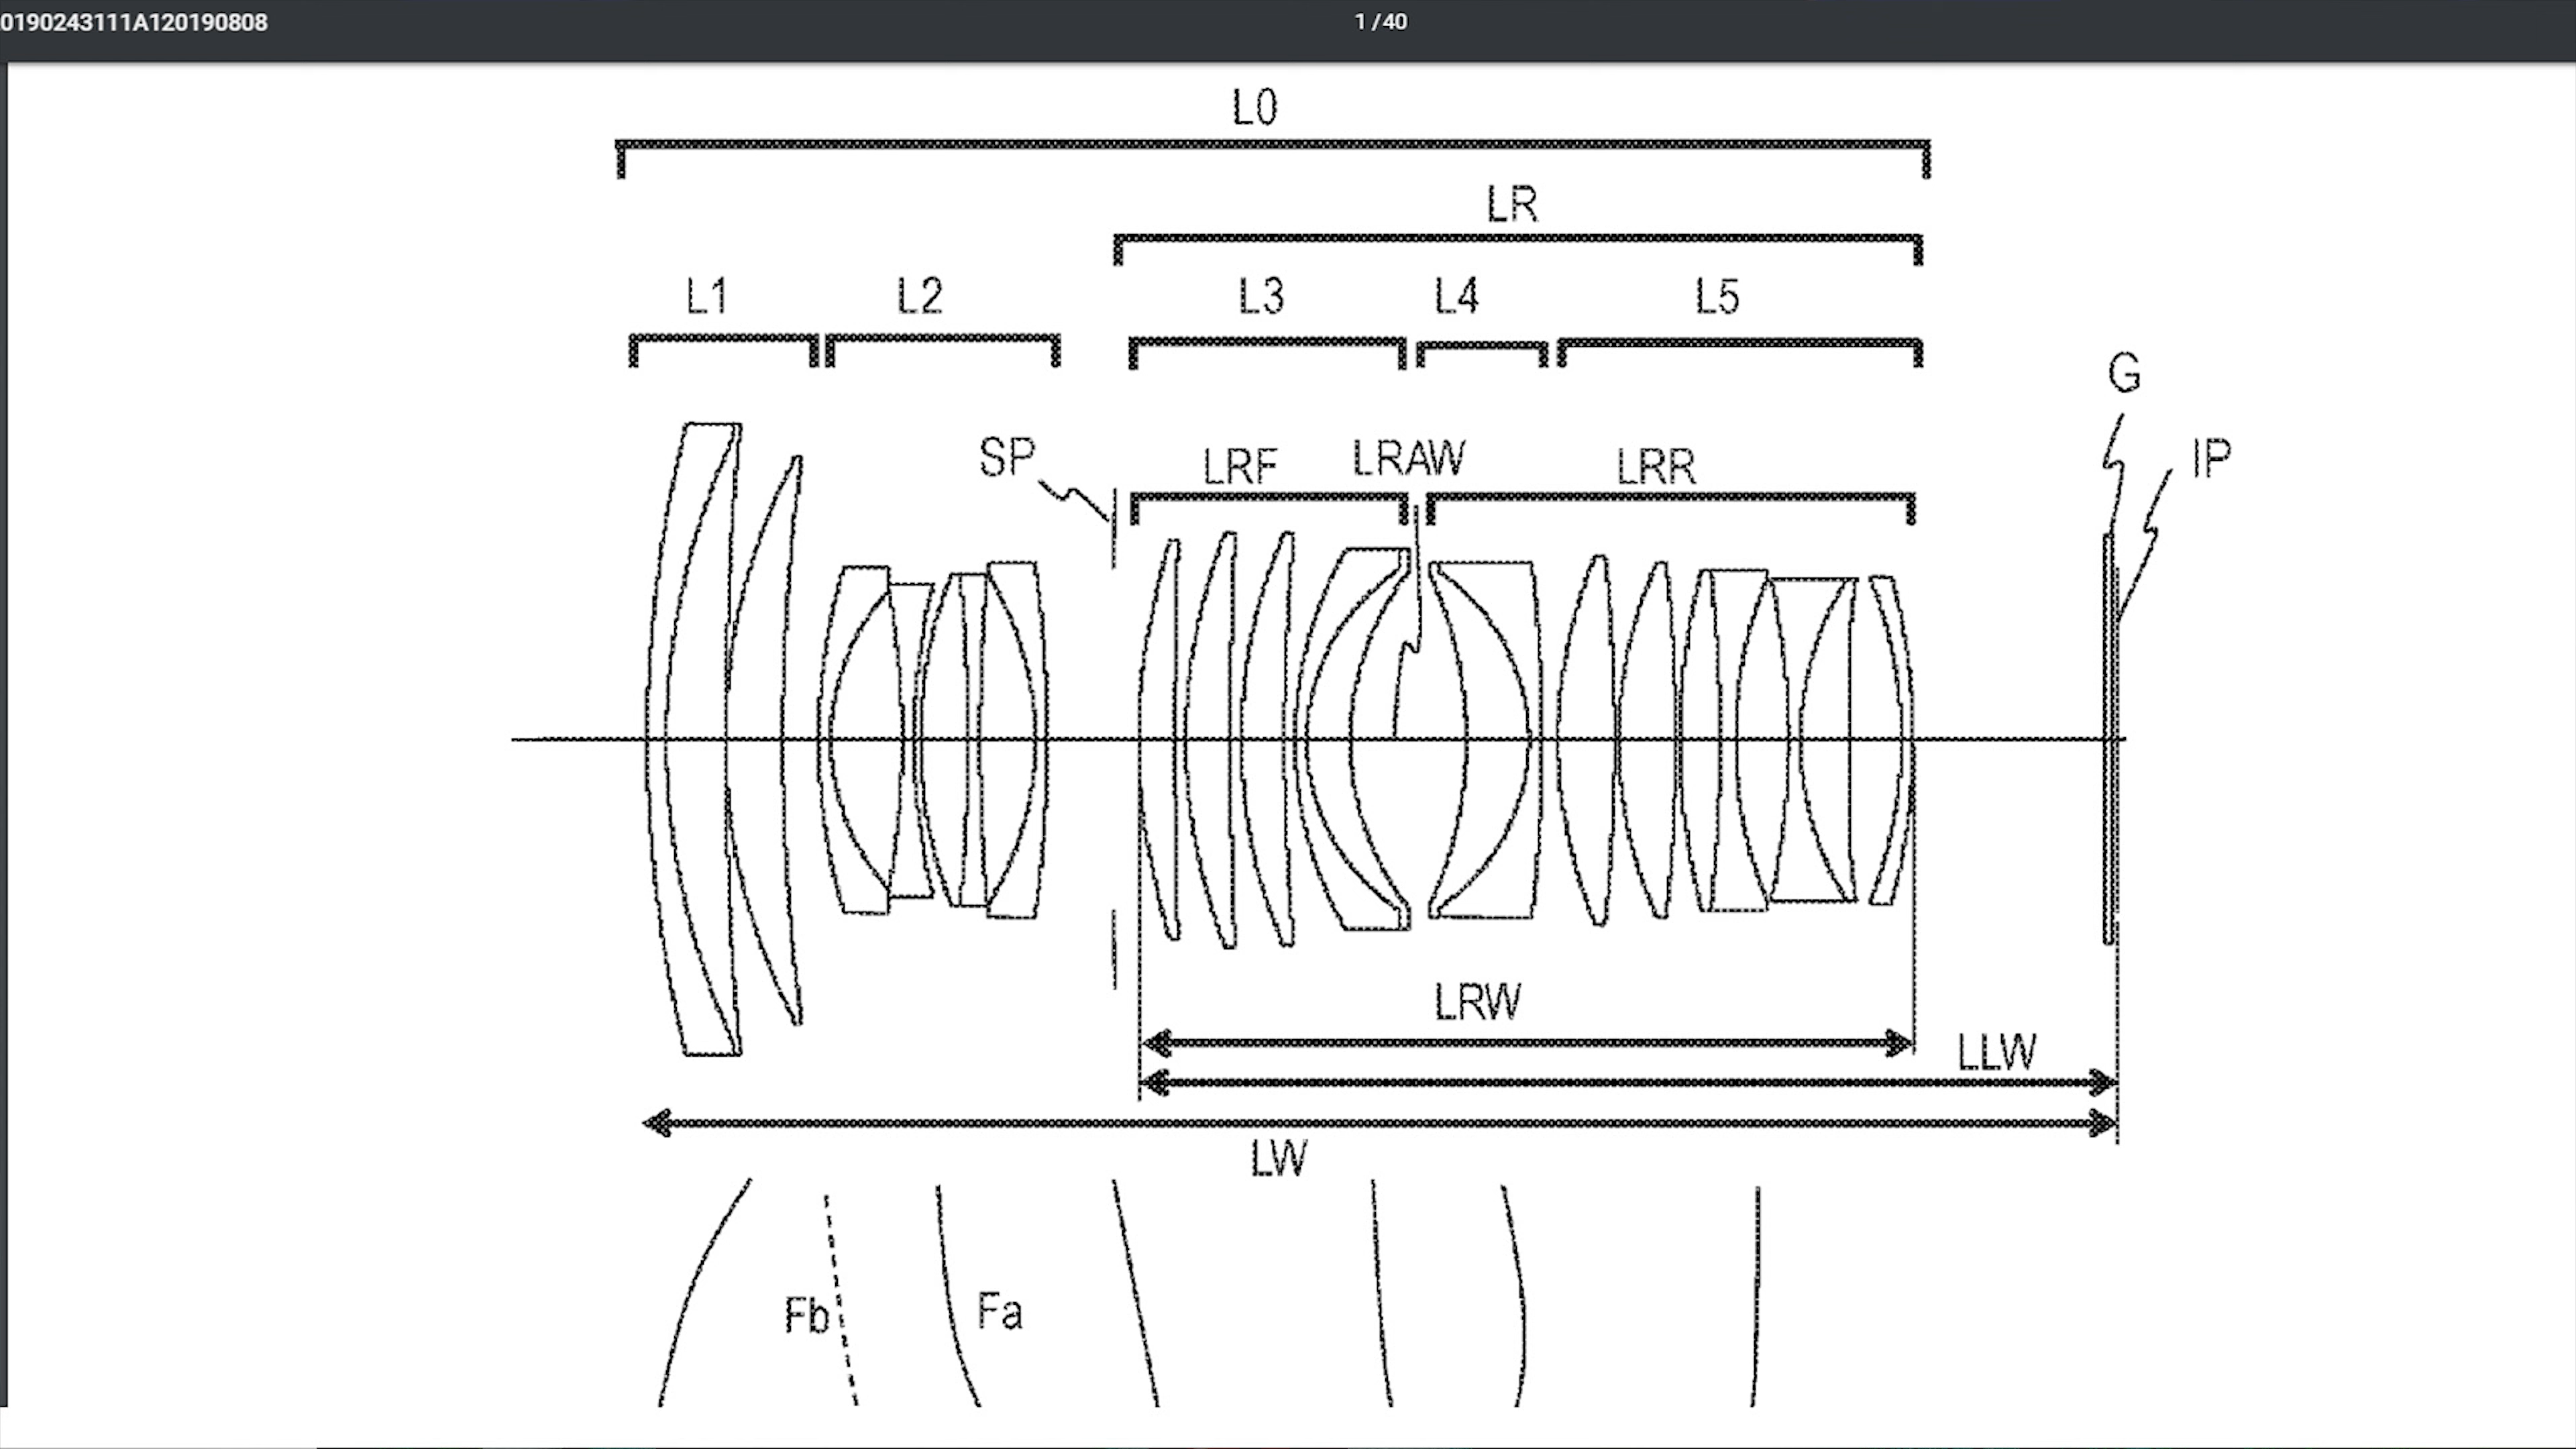 0190243111A120190808
1 / 40
L0
LR
L1 L2 L3 L4 L5
G
SP LRF LRAW LRR IP
LRW
LLW
LW
Fb Fa